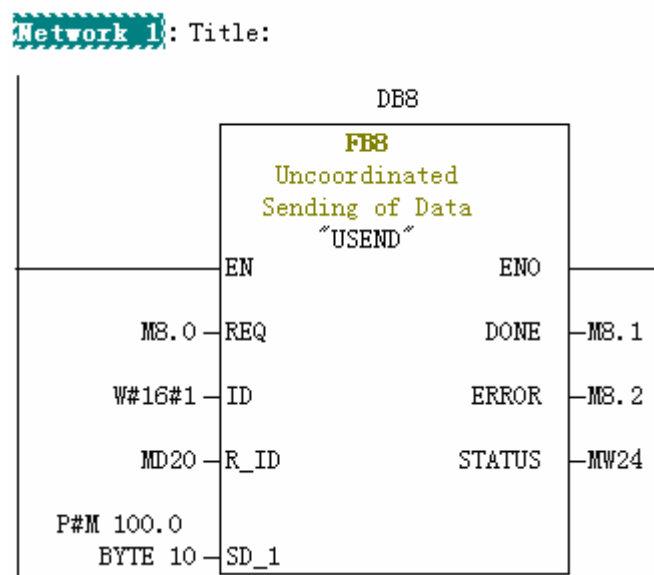 Network 1: Title:
DB8
FB8
Uncoordinated
Sending of Data
"USEND"
EN ENO
M8.0 REQ DONE M8.1
W#16#1 ID ERROR M8.2
MD20 R_ID STATUS MW24
P#M 100.0
BYTE 10 SD_1